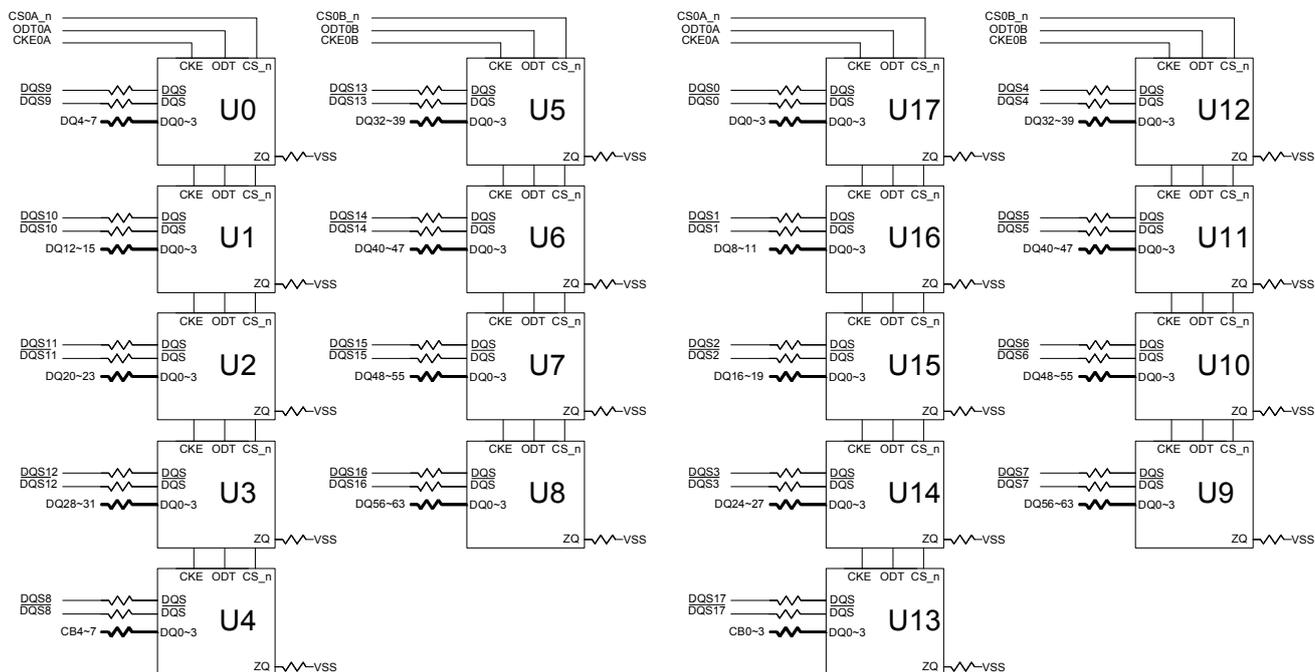 CS0A_n
ODT0A
CKE0A
CS0B_n
ODT0B
CKE0B
CS0A_n
ODT0A
CKE0A
CS0B_n
ODT0B
CKE0B
CKE ODT CS_n
DQS9
DQS9
DQ4~7
DQS
DQS
DQ0~3
U0
ZQ
VSS
CKE ODT CS_n
DQS13
DQS13
DQ32~39
DQS
DQS
DQ0~3
U5
ZQ
VSS
CKE ODT CS_n
DQS0
DQS0
DQ0~3
DQS
DQS
DQ0~3
U17
ZQ
VSS
CKE ODT CS_n
DQS4
DQS4
DQ32~39
DQS
DQS
DQ0~3
U12
ZQ
VSS
CKE ODT CS_n
DQS10
DQS10
DQ12~15
DQS
DQS
DQ0~3
U1
ZQ
VSS
CKE ODT CS_n
DQS14
DQS14
DQ40~47
DQS
DQS
DQ0~3
U6
ZQ
VSS
CKE ODT CS_n
DQS1
DQS1
DQ8~11
DQS
DQS
DQ0~3
U16
ZQ
VSS
CKE ODT CS_n
DQS5
DQS5
DQ40~47
DQS
DQS
DQ0~3
U11
ZQ
VSS
CKE ODT CS_n
DQS11
DQS11
DQ20~23
DQS
DQS
DQ0~3
U2
ZQ
VSS
CKE ODT CS_n
DQS15
DQS15
DQ48~55
DQS
DQS
DQ0~3
U7
ZQ
VSS
CKE ODT CS_n
DQS2
DQS2
DQ16~19
DQS
DQS
DQ0~3
U15
ZQ
VSS
CKE ODT CS_n
DQS6
DQS6
DQ48~55
DQS
DQS
DQ0~3
U10
ZQ
VSS
CKE ODT CS_n
DQS12
DQS12
DQ28~31
DQS
DQS
DQ0~3
U3
ZQ
VSS
CKE ODT CS_n
DQS16
DQS16
DQ56~63
DQS
DQS
DQ0~3
U8
ZQ
VSS
CKE ODT CS_n
DQS3
DQS3
DQ24~27
DQS
DQS
DQ0~3
U14
ZQ
VSS
CKE ODT CS_n
DQS7
DQS7
DQ56~63
DQS
DQS
DQ0~3
U9
ZQ
VSS
CKE ODT CS_n
DQS8
DQS8
CB4~7
DQS
DQS
DQ0~3
U4
ZQ
VSS
CKE ODT CS_n
DQS17
DQS17
CB0~3
DQS
DQS
DQ0~3
U13
ZQ
VSS